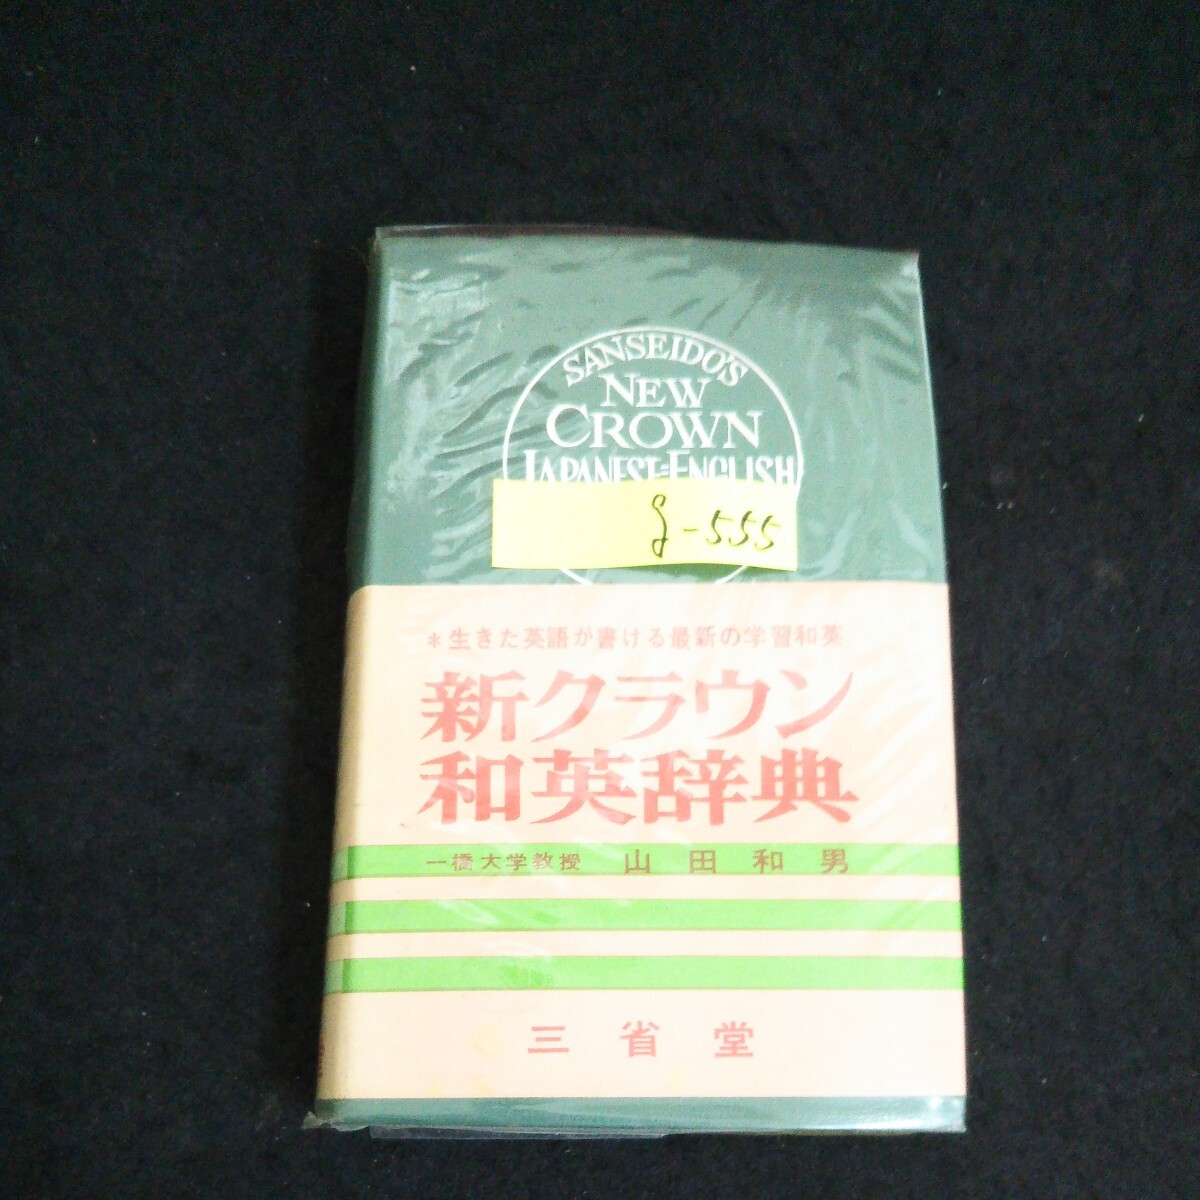 SANSEIDO'S
NEW
CROWN
JAPANESE-ENGLISH
g-555
*生きた英語が書ける最新の学習和英
新クラウン
和英辞典
一橋大学教授 山田和男
三省堂